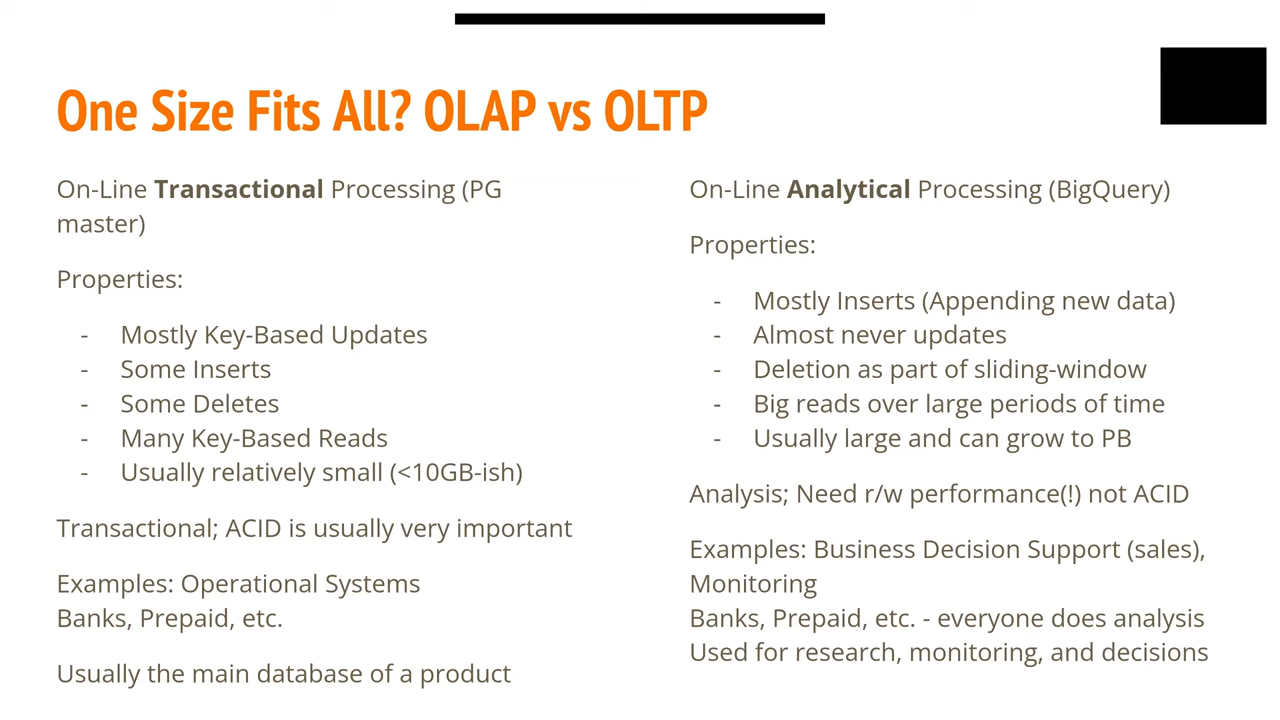 One Size Fits All? OLAP vs OLTP
On-Line Transactional Processing (PG
master)
Properties:
- Mostly Key-Based Updates
- Some Inserts
- Some Deletes
- Many Key-Based Reads
- Usually relatively small (<10GB-ish)
Transactional; ACID is usually very important
Examples: Operational Systems
Banks, Prepaid, etc.
Usually the main database of a product
On-Line Analytical Processing (BigQuery)
Properties:
- Mostly Inserts (Appending new data)
- Almost never updates
- Deletion as part of sliding-window
- Big reads over large periods of time
- Usually large and can grow to PB
Analysis; Need r/w performance(!) not ACID
Examples: Business Decision Support (sales),
Monitoring
Banks, Prepaid, etc. - everyone does analysis
Used for research, monitoring, and decisions